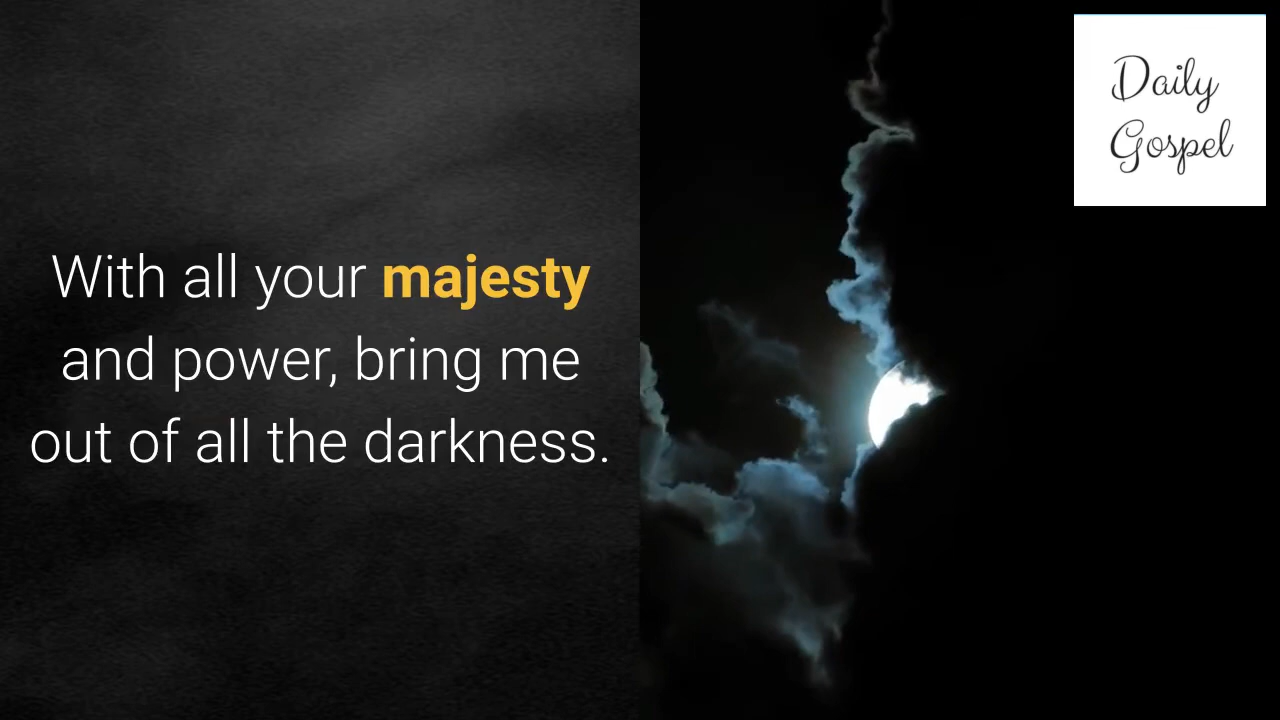 With all your majesty
and power, bring me
out of all the darkness.
Daily
Gospel